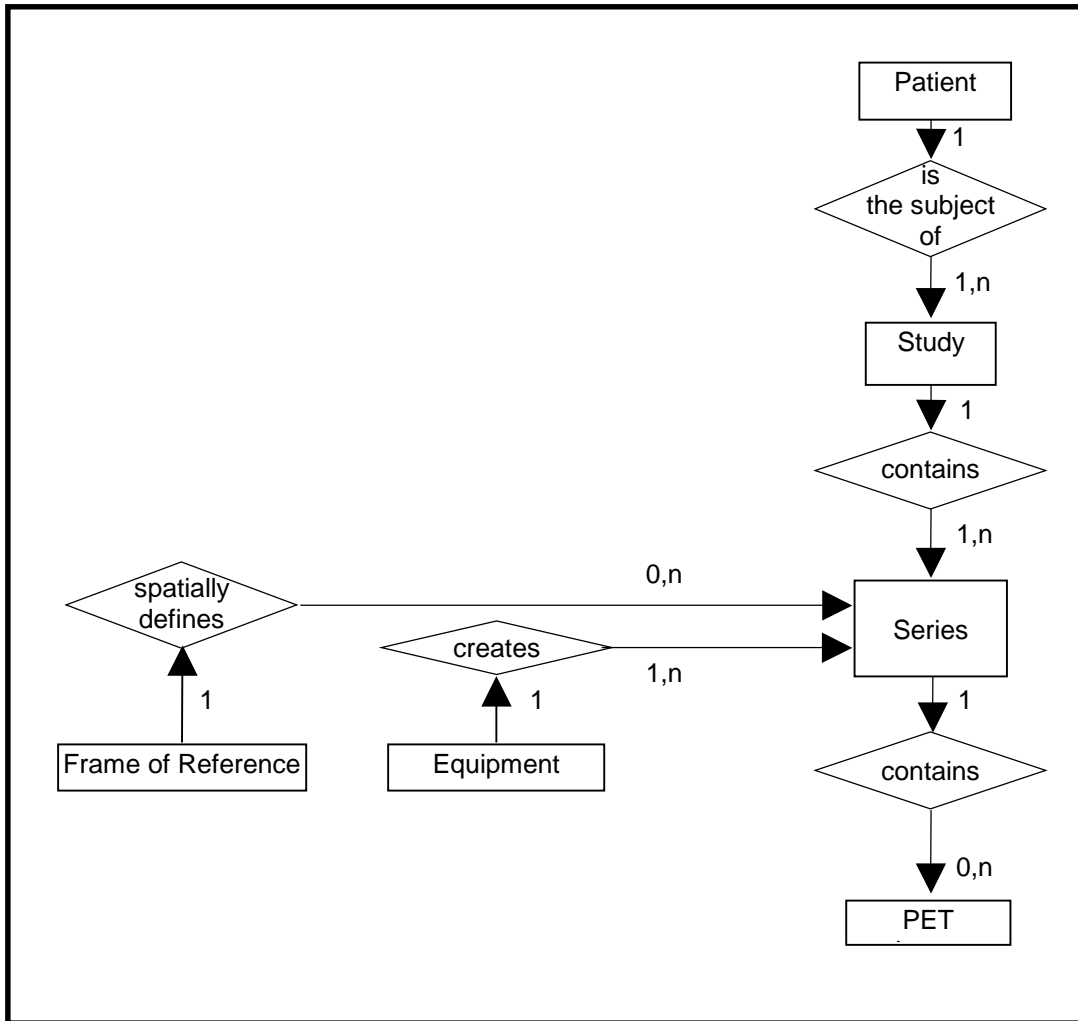 Patient
1
is
the subject
of
1,n
Study
1
contains
1,n
spatially
defines
0,n
Series
creates
1,n
1
1
1
Frame of Reference
Equipment
contains
0,n
PET